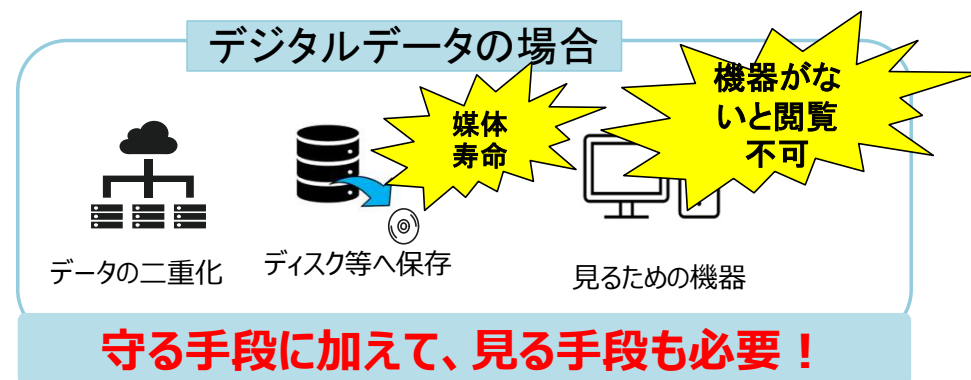 デジタルデータの場合
媒体
寿命
機器がな
いと閲覧
不可
データの二重化
ディスク等へ保存
見るための機器
守る手段に加えて、見る手段も必要！